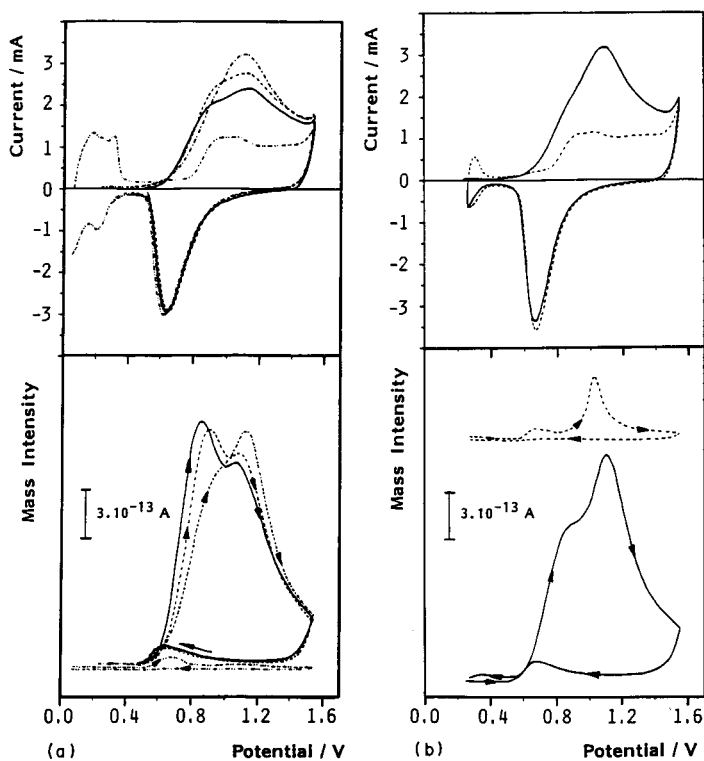 Current / mA
3
2
1
0
-1
-2
-3
Mass Intensity
3.10⁻¹³ A
0.0 0.4 0.8 1.2 1.6
(a) Potential / V
Current / mA
3
2
1
0
-1
-2
-3
Mass Intensity
3.10⁻¹³ A
0.0 0.4 0.8 1.2 1.6
(b) Potential / V